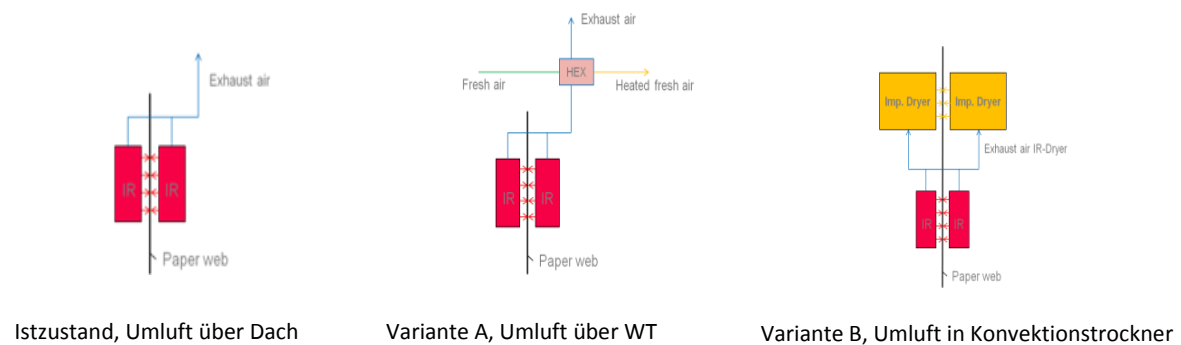 Exhaust air
IR
IR
Paper web
Istzustand, Umluft über Dach
Exhaust air
HEX
Fresh air
Heated fresh air
IR
IR
Paper web
Variante A, Umluft über WT
Imp. Dryer
Imp. Dryer
Exhaust air IR-Dryer
IR
IR
Paper web
Variante B, Umluft in Konvektionstrockner